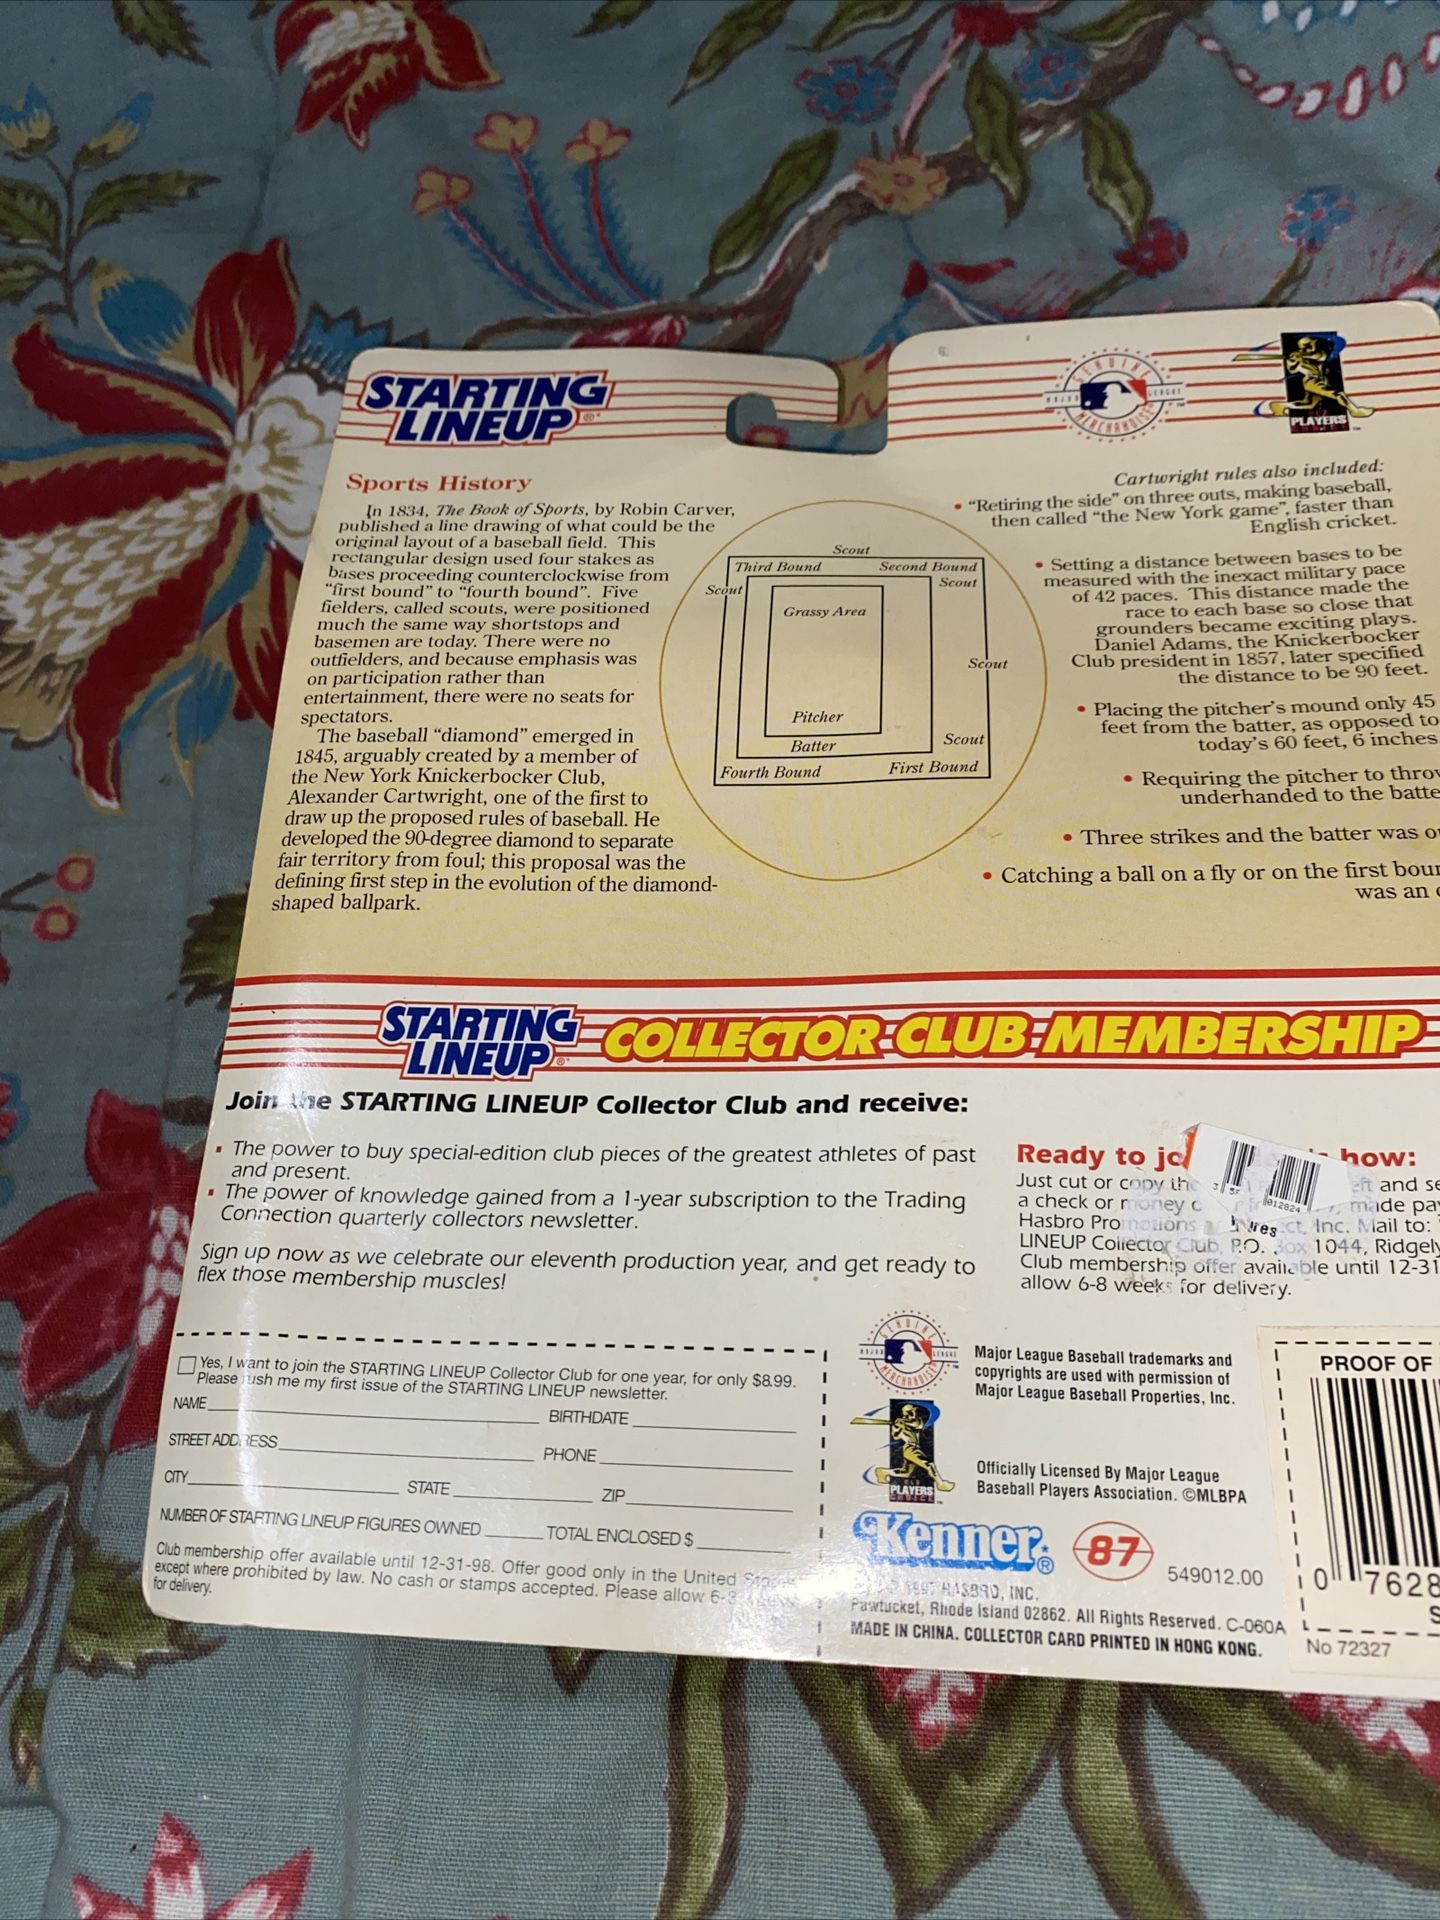 STARTING
LINEUP®
GENUINE
MAJOR LEAGUE
MERCHANDISE™
PLAYERS
CHOICE™
Sports History
In 1834, The Book of Sports, by Robin Carver,
published a line drawing of what could be the
original layout of a baseball field. This
rectangular design used four stakes as
bases proceeding counterclockwise from
“first bound” to “fourth bound”. Five
fielders, called scouts, were positioned
much the same way shortstops and
basemen are today. There were no
outfielders, and because emphasis was
on participation rather than
entertainment, there were no seats for
spectators.
The baseball “diamond” emerged in
1845, arguably created by a member of
the New York Knickerbocker Club,
Alexander Cartwright, one of the first to
draw up the proposed rules of baseball. He
developed the 90-degree diamond to separate
fair territory from foul; this proposal was the
defining first step in the evolution of the diamond-
shaped ballpark.
Scout
Third Bound Second Bound
Scout Scout
Grassy Area
Scout
Pitcher
Batter Scout
Fourth Bound First Bound
Cartwright rules also included:
• “Retiring the side” on three outs, making baseball,
then called “the New York game”, faster than
English cricket.
• Setting a distance between bases to be
measured with the inexact military pace
of 42 paces. This distance made the
race to each base so close that
grounders became exciting plays.
Daniel Adams, the Knickerbocker
Club president in 1857, later specified
the distance to be 90 feet.
• Placing the pitcher’s mound only 45
feet from the batter, as opposed to
today’s 60 feet, 6 inches
• Requiring the pitcher to throw
underhanded to the batte
• Three strikes and the batter was o
• Catching a ball on a fly or on the first boun
was an
STARTING
LINEUP® COLLECTOR CLUB MEMBERSHIP
Join the STARTING LINEUP Collector Club and receive:
▪ The power to buy special-edition club pieces of the greatest athletes of past
and present.
▪ The power of knowledge gained from a 1-year subscription to the Trading
Connection quarterly collectors newsletter.
Sign up now as we celebrate our eleventh production year, and get ready to
flex those membership muscles!
Ready to jo how:
Just cut or copy the eft and se
a check or money made pay
Hasbro Promotions ct, Inc. Mail to:
LINEUP Collector Club, P.O. Box 1044, Ridgely
Club membership offer available until 12-31
allow 6-8 weeks for delivery.
012824
☐ Yes, I want to join the STARTING LINEUP Collector Club for one year, for only $8.99.
Please rush me my first issue of the STARTING LINEUP newsletter.
NAME BIRTHDATE
STREET ADDRESS PHONE
CITY STATE ZIP
NUMBER OF STARTING LINEUP FIGURES OWNED TOTAL ENCLOSED $
Club membership offer available until 12-31-98. Offer good only in the United States
except where prohibited by law. No cash or stamps accepted. Please allow 6-8 weeks
for delivery.
GENUINE
MAJOR LEAGUE
MERCHANDISE™
Major League Baseball trademarks and
copyrights are used with permission of
Major League Baseball Properties, Inc.
PLAYERS
CHOICE™
Officially Licensed By Major League
Baseball Players Association. ©MLBPA
Kenner®
87
549012.00
1997 HASBRO, INC.
Pawtucket, Rhode Island 02862. All Rights Reserved. C-060A
MADE IN CHINA. COLLECTOR CARD PRINTED IN HONG KONG.
PROOF OF
0 7628
S
No 72327